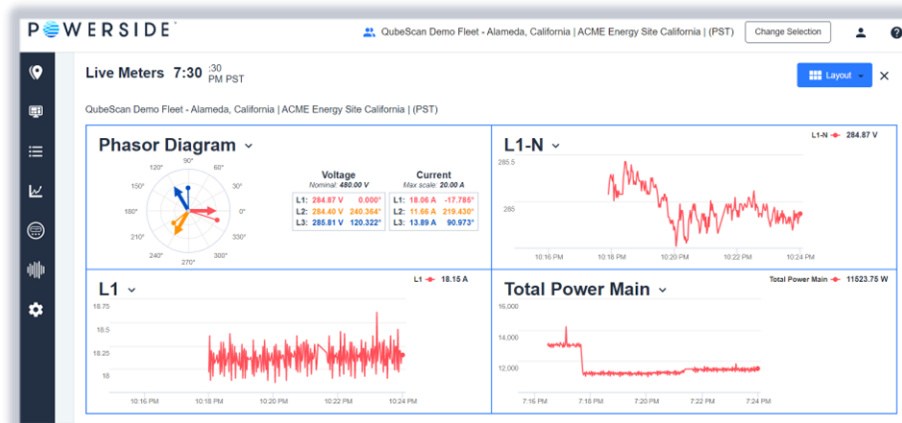 POWERSIDE
QubeScan Demo Fleet - Alameda, California | ACME Energy Site California | (PST)
Change Selection
?
Live Meters 7:30 :30 PM PST
Layout
QubeScan Demo Fleet - Alameda, California | ACME Energy Site California | (PST)
Phasor Diagram
90°
120° 60°
150° 30°
180° 0°
210° 330°
240° 300°
270°
Voltage
Nominal: 480.00 V
L1: 284.87 V 0.000°
L2: 284.40 V 240.364°
L3: 285.81 V 120.322°
Current
Max scale: 20.00 A
L1: 18.06 A -17.785°
L2: 11.66 A 219.430°
L3: 13.89 A 90.973°
L1-N
L1-N 284.87 V
285.5
285
10:16 PM 10:18 PM 10:20 PM 10:22 PM 10:24 PM
L1
L1 18.15 A
18.75
18.5
18.25
18
10:16 PM 10:18 PM 10:20 PM 10:22 PM 10:24 PM
Total Power Main
Total Power Main 11523.75 W
16,000
14,000
12,000
7:16 PM 7:18 PM 7:20 PM 7:22 PM 7:24 PM